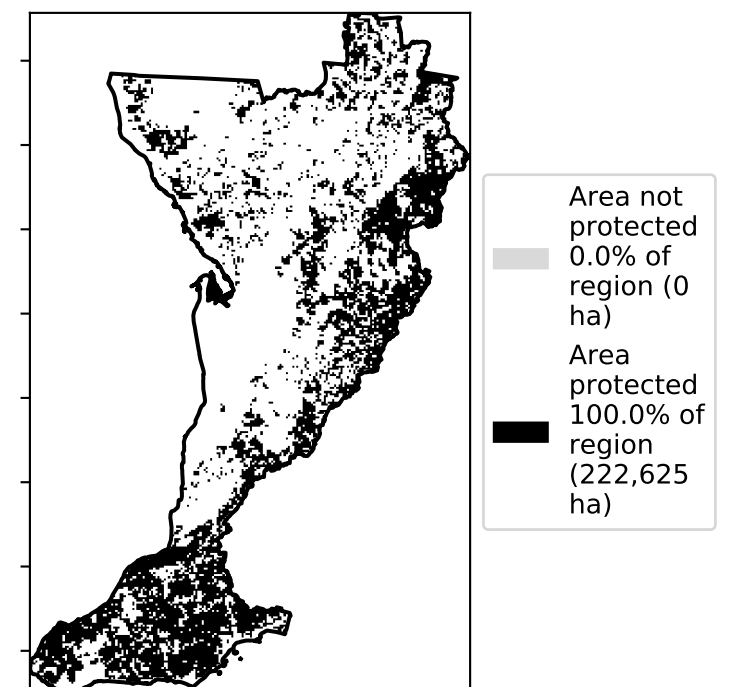 Area not
protected
0.0% of
region (0
ha)
Area
protected
100.0% of
region
(222,625
ha)